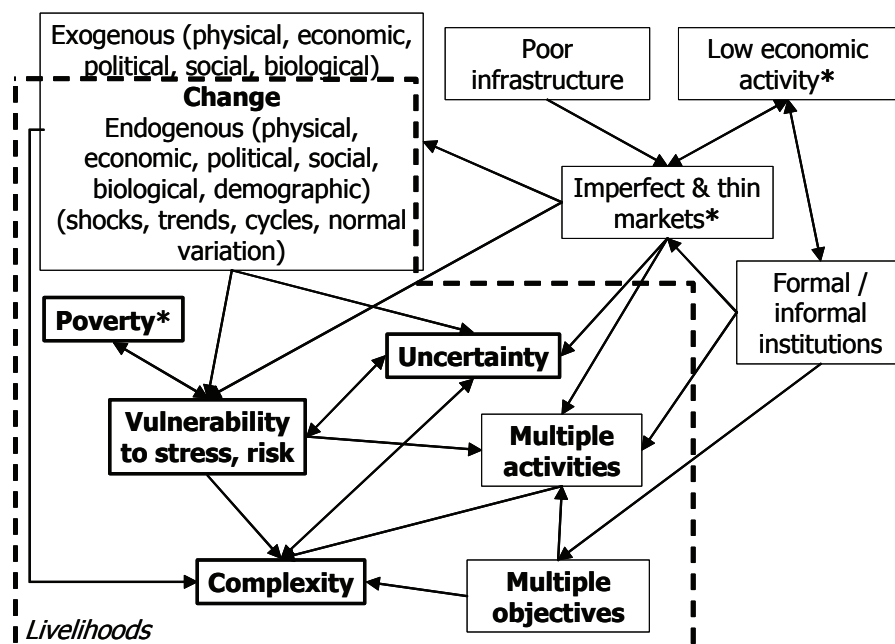 Exogenous (physical, economic,
political, social, biological)
Change
Endogenous (physical,
economic, political, social,
biological, demographic)
(shocks, trends, cycles, normal
variation)
Poor
infrastructure
Low economic
activity*
Imperfect & thin
markets*
Formal /
informal
institutions
Poverty*
Uncertainty
Vulnerability
to stress, risk
Multiple
activities
Complexity
Multiple
objectives
Livelihoods